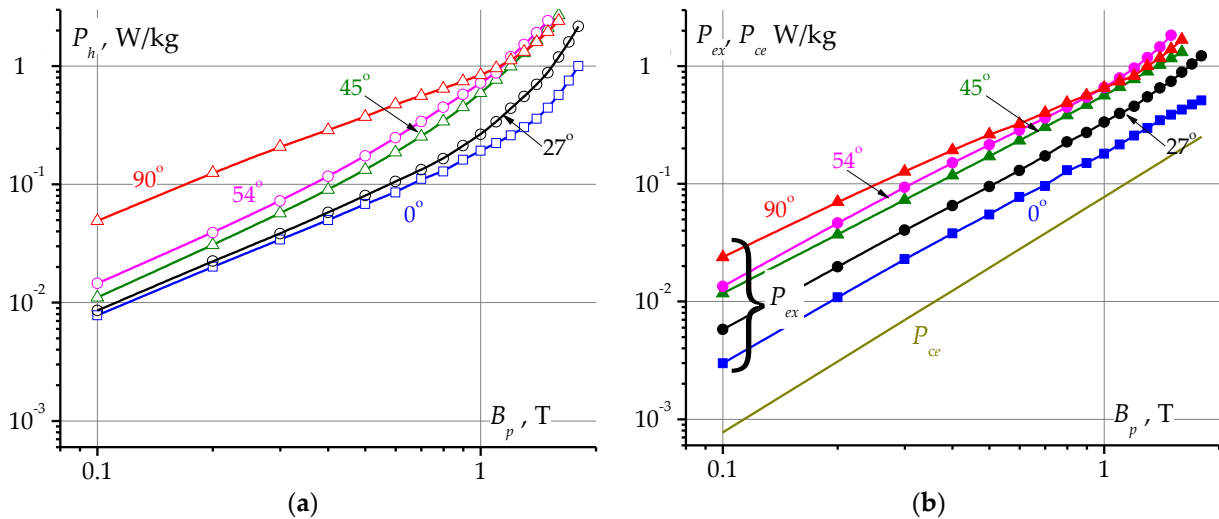 P_h, W/kg
1
10⁻¹
10⁻²
10⁻³
90°
54°
45°
27°
0°
B_p, T
0.1
1
(a)
P_ex, P_ce W/kg
1
10⁻¹
10⁻²
10⁻³
90°
54°
45°
27°
0°
P_ex
P_ce
B_p, T
0.1
1
(b)